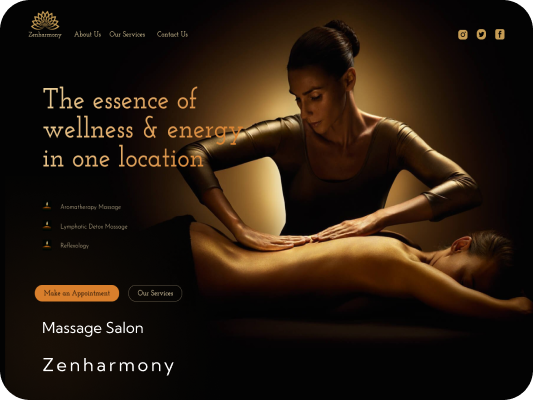 Zenharmony
About Us
Our Services
Contact Us
The essence of
wellness & energy
in one location
Aromatherapy Massage
Lymphatic Detox Massage
Reflexology
Make an Appointment
Our Services
Massage Salon
Zenharmony